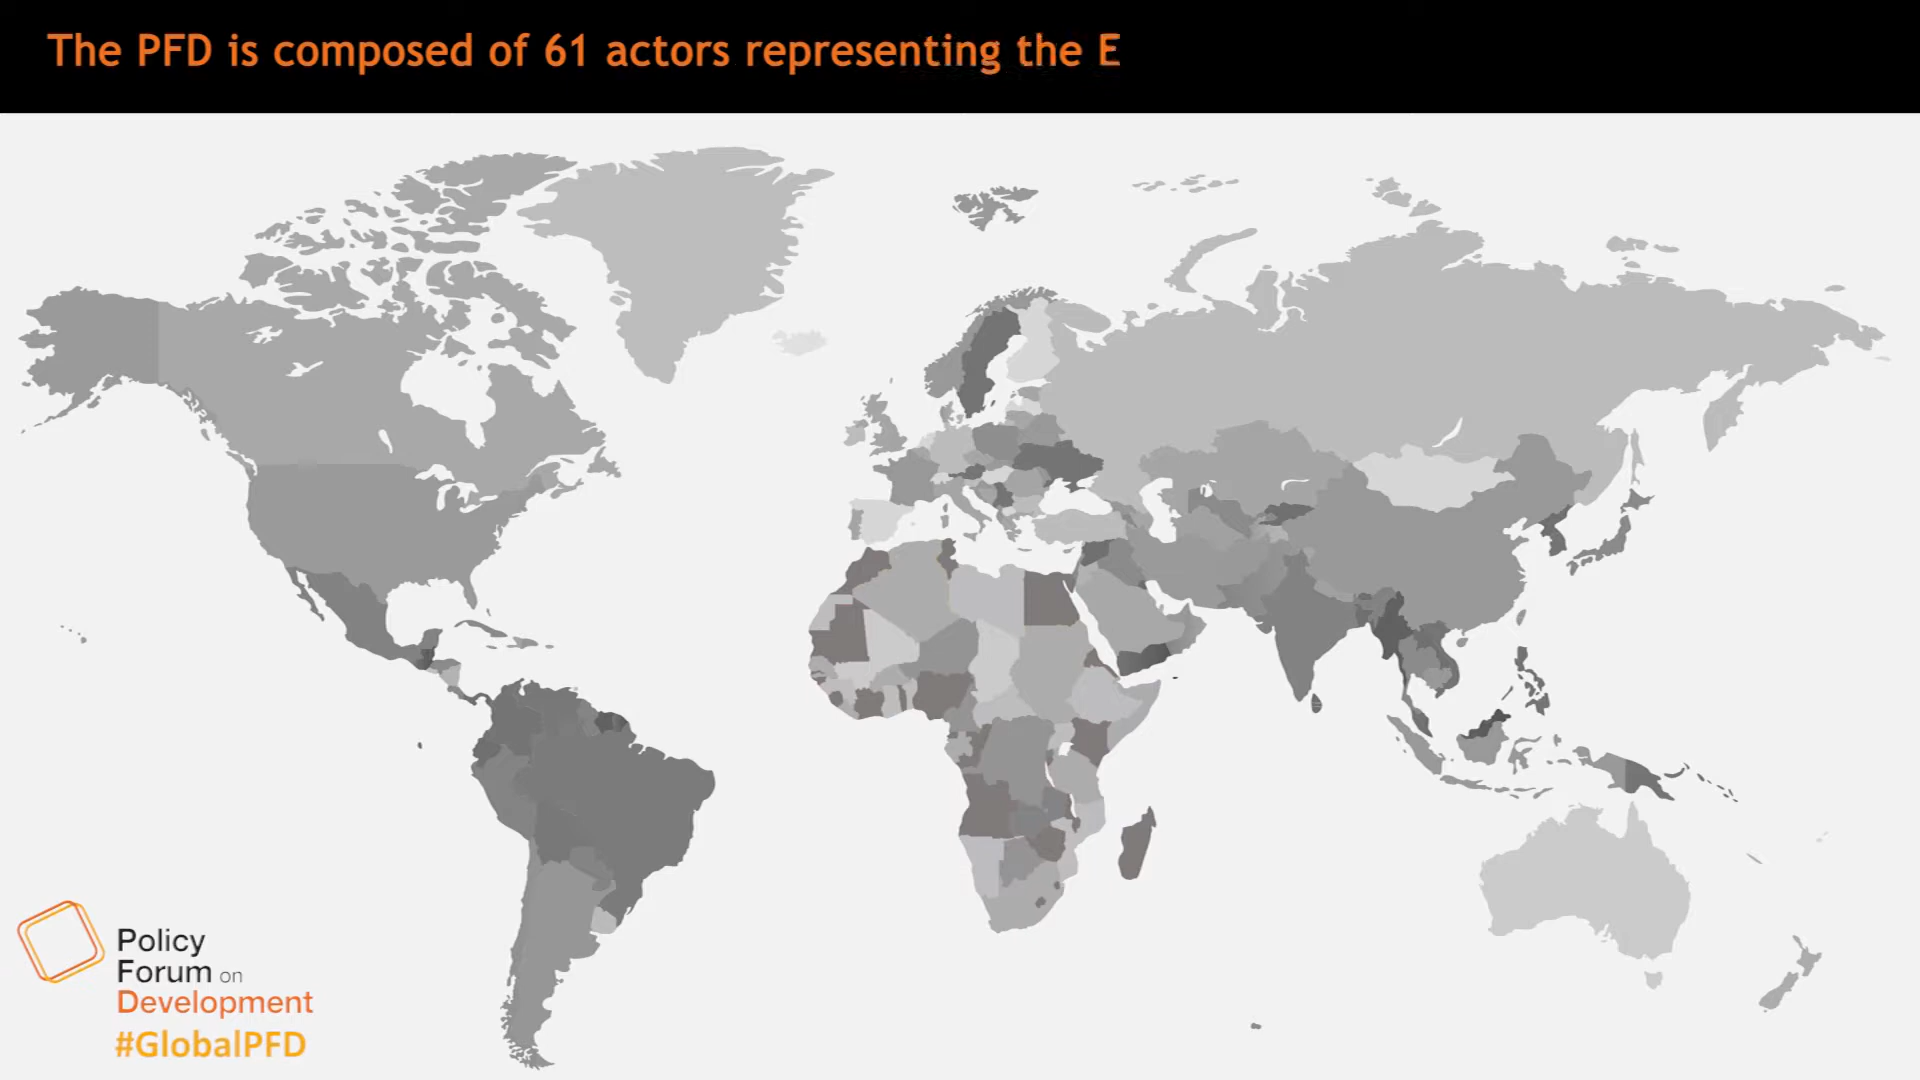 The PFD is composed of 61 actors representing the E
Policy
Forum on
Development
#GlobalPFD